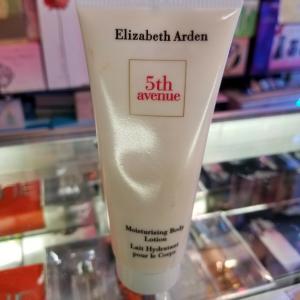 Elizabeth Arden
5th
avenue
Moisturizing Body
Lotion
Lait Hydratant
pour le Corps